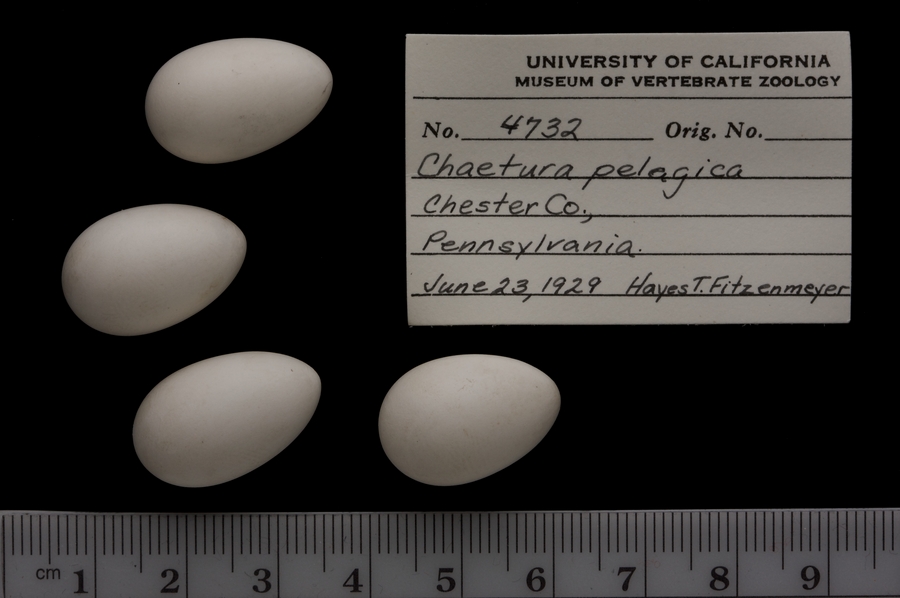 UNIVERSITY OF CALIFORNIA
MUSEUM OF VERTEBRATE ZOOLOGY
No. 4732 Orig. No.
Chaetura pelagica
Chester Co.,
Pennsylvania.
June 23, 1929 Hayes T. Fitzenmeyer
cm 1 2 3 4 5 6 7 8 9